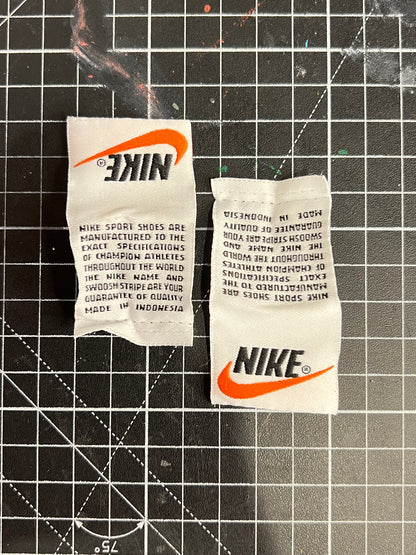 NIKE®
NIKE SPORT SHOES ARE
MANUFACTURED TO THE
EXACT SPECIFICATIONS
OF CHAMPION ATHLETES
THROUGHOUT THE WORLD
THE NIKE NAME AND
SWOOSH STRIPE ARE YOUR
GUARANTEE OF QUALITY
MADE IN INDONESIA
NIKE SPORT SHOES ARE
MANUFACTURED TO THE
EXACT SPECIFICATIONS
OF CHAMPION ATHLETES
THROUGHOUT THE WORLD
THE NIKE NAME AND
SWOOSH STRIPE ARE YOUR
GUARANTEE OF QUALITY
MADE IN INDONESIA
NIKE®
75°